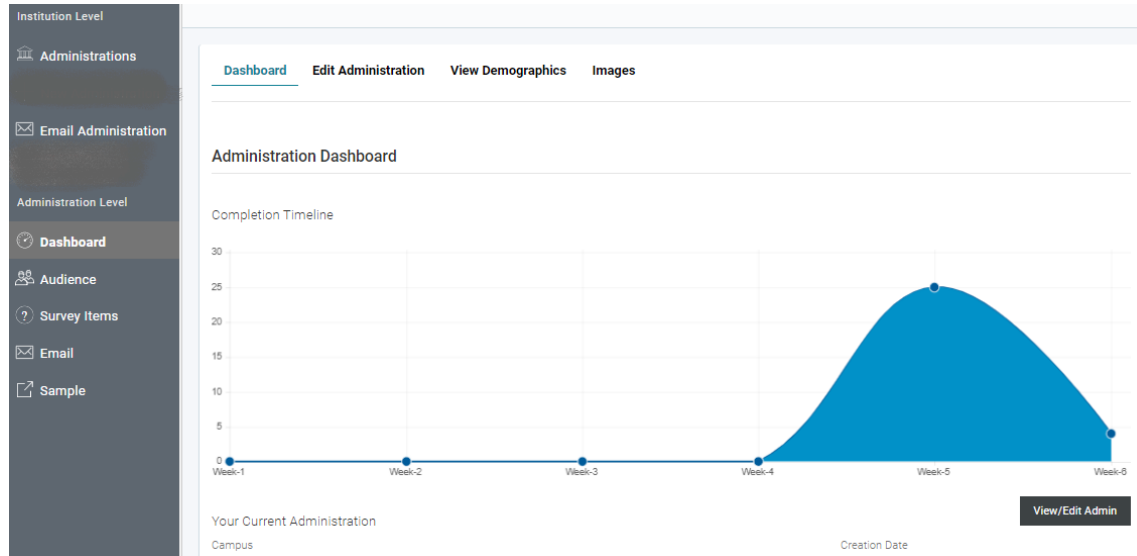 Institution Level
Administrations
Email Administration
Administration Level
Dashboard
Audience
Survey Items
Email
Sample
Dashboard Edit Administration View Demographics Images
Administration Dashboard
Completion Timeline
30
25
20
15
10
5
0
Week-1 Week-2 Week-3 Week-4 Week-5 Week-6
View/Edit Admin
Your Current Administration
Campus Creation Date